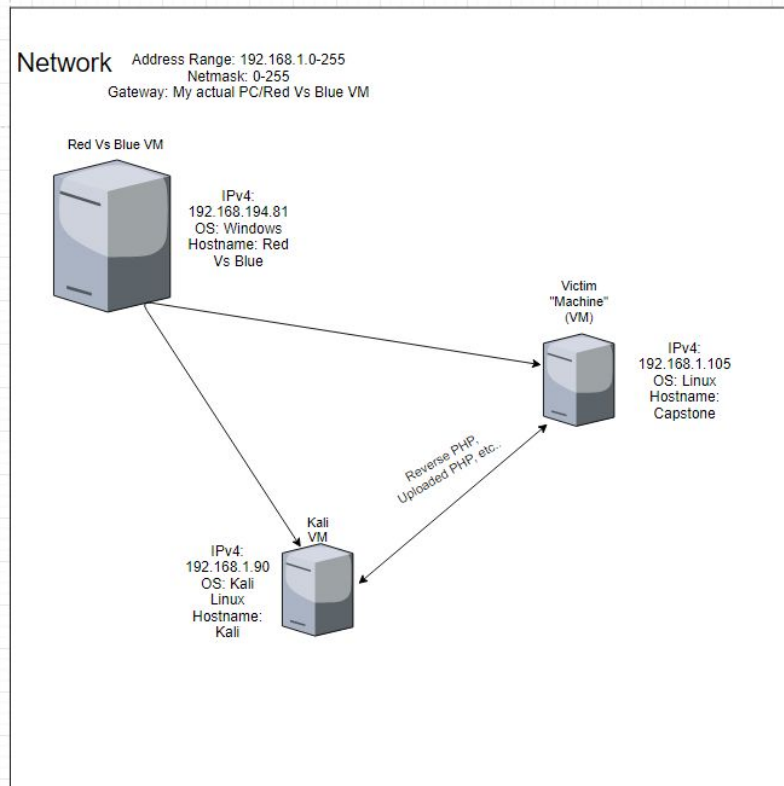 Network
Address Range: 192.168.1.0-255
Netmask: 0-255
Gateway: My actual PC/Red Vs Blue VM
Red Vs Blue VM
IPv4:
192.168.194.81
OS: Windows
Hostname: Red
Vs Blue
Victim
"Machine"
(VM)
IPv4:
192.168.1.105
OS: Linux
Hostname:
Capstone
Reverse PHP,
Uploaded PHP, etc..
Kali
VM
IPv4:
192.168.1.90
OS: Kali
Linux
Hostname:
Kali